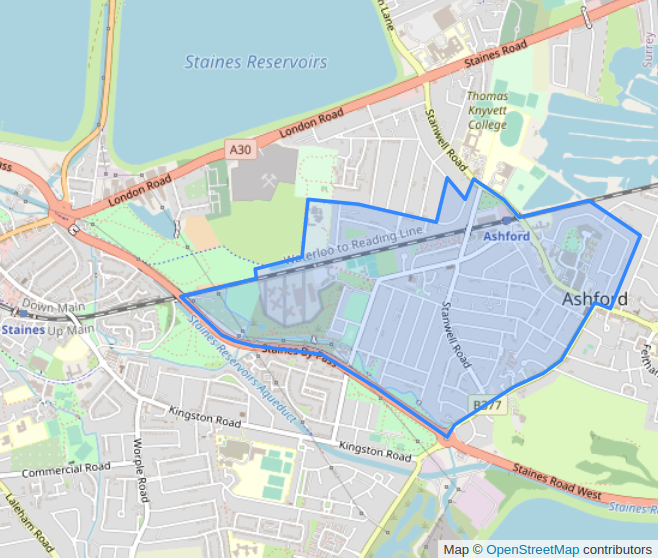 Lane
Staines Road
Surrey
Staines Reservoirs
Thomas
Knyvett
College
London Road
A30
Stanwell Road
London Road
Waterloo to Reading Line
Ashford
Ashford
Down Main
Staines
Up Main
Staines Reservoirs Aqueduct
Staines By Pass
Stanwell Road
B377
Kingston Road
Kingston Road
Commercial Road
Worple Road
Laleham Road
Staines Road West
Map © OpenStreetMap contributors